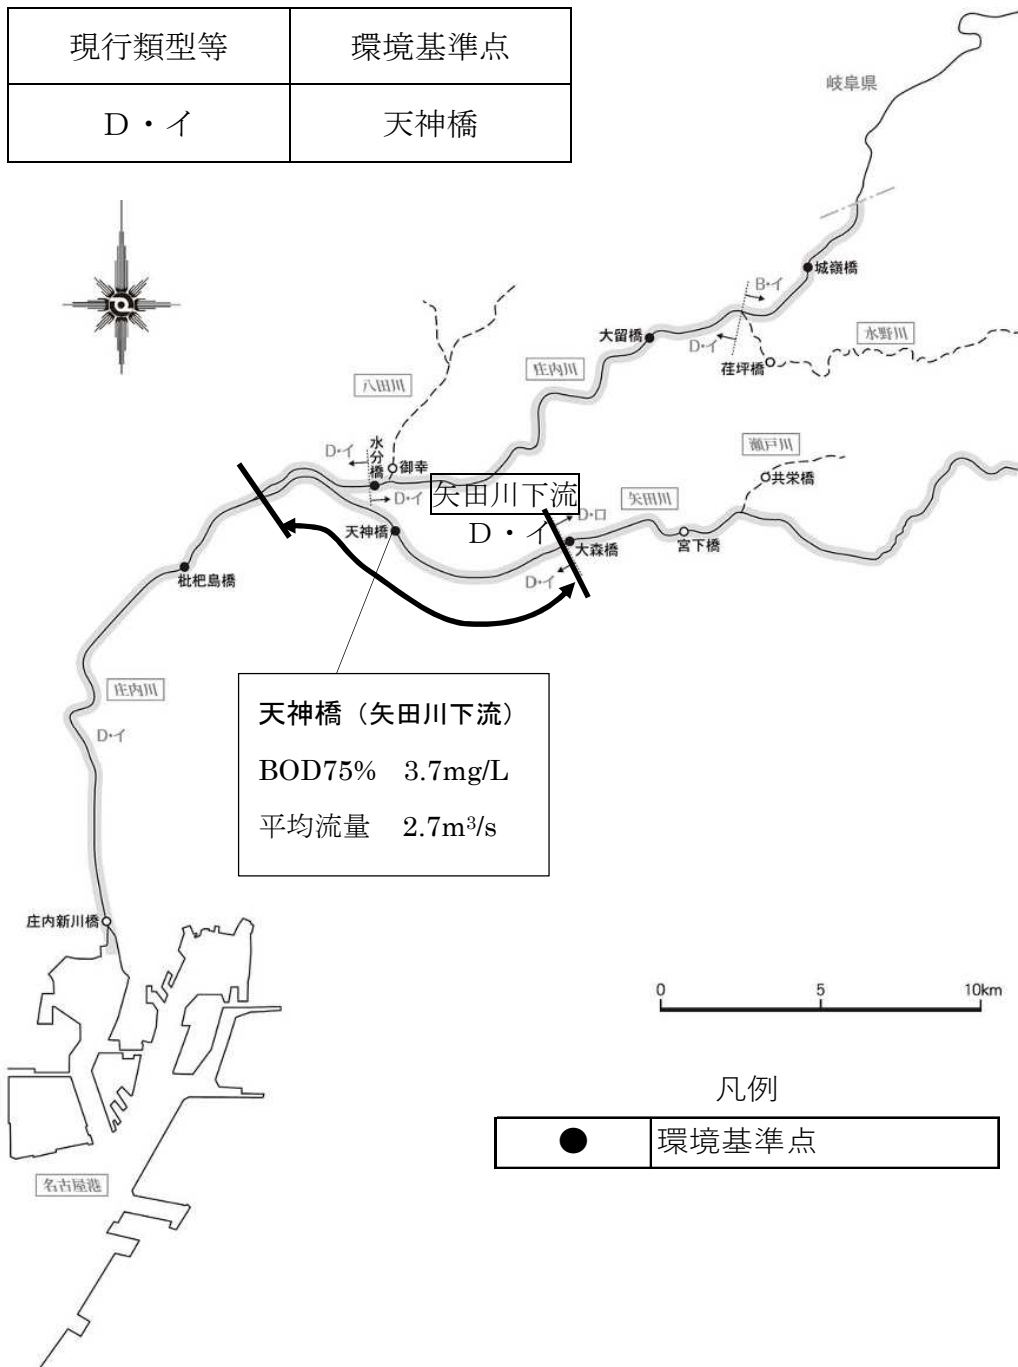 現行類型等 環境基準点
D・イ 天神橋
岐阜県
城嶺橋
B・イ
大留橋
D・イ
水野川
荏坪橋
庄内川
八田川
水分橋
D・イ
御幸
D・イ
瀬戸川
共栄橋
矢田川下流
D・イ
矢田川
D・ロ
天神橋
大森橋
宮下橋
D・イ
枇杷島橋
庄内川
D・イ
天神橋（矢田川下流）
BOD75% 3.7mg/L
平均流量 2.7m³/s
庄内新川橋
0 5 10km
凡例
● 環境基準点
名古屋港